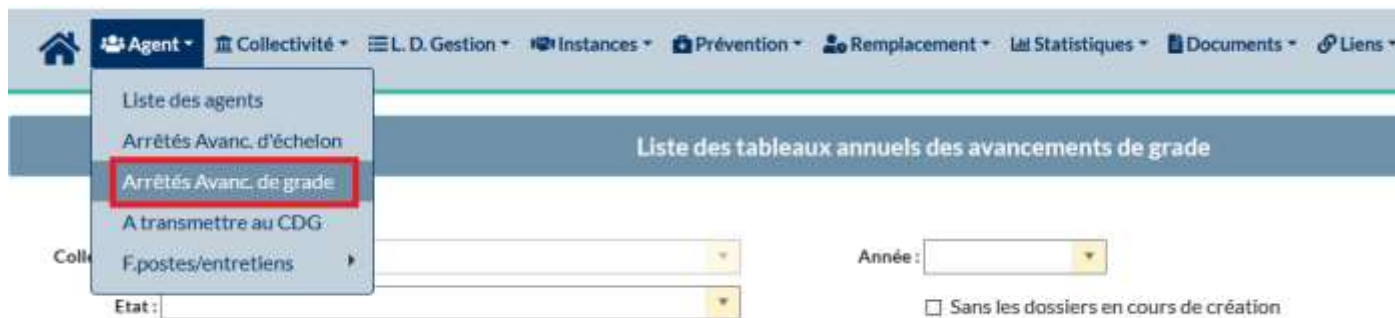 Agent Collectivité L. D. Gestion Instances Prévention Remplacement Statistiques Documents Liens
Liste des agents
Arrêtés Avanc. d'échelon
Liste des tableaux annuels des avancements de grade
Arrêtés Avanc. de grade
A transmettre au CDG
Colle
F.postes/entretiens
Année :
Etat :
Sans les dossiers en cours de création